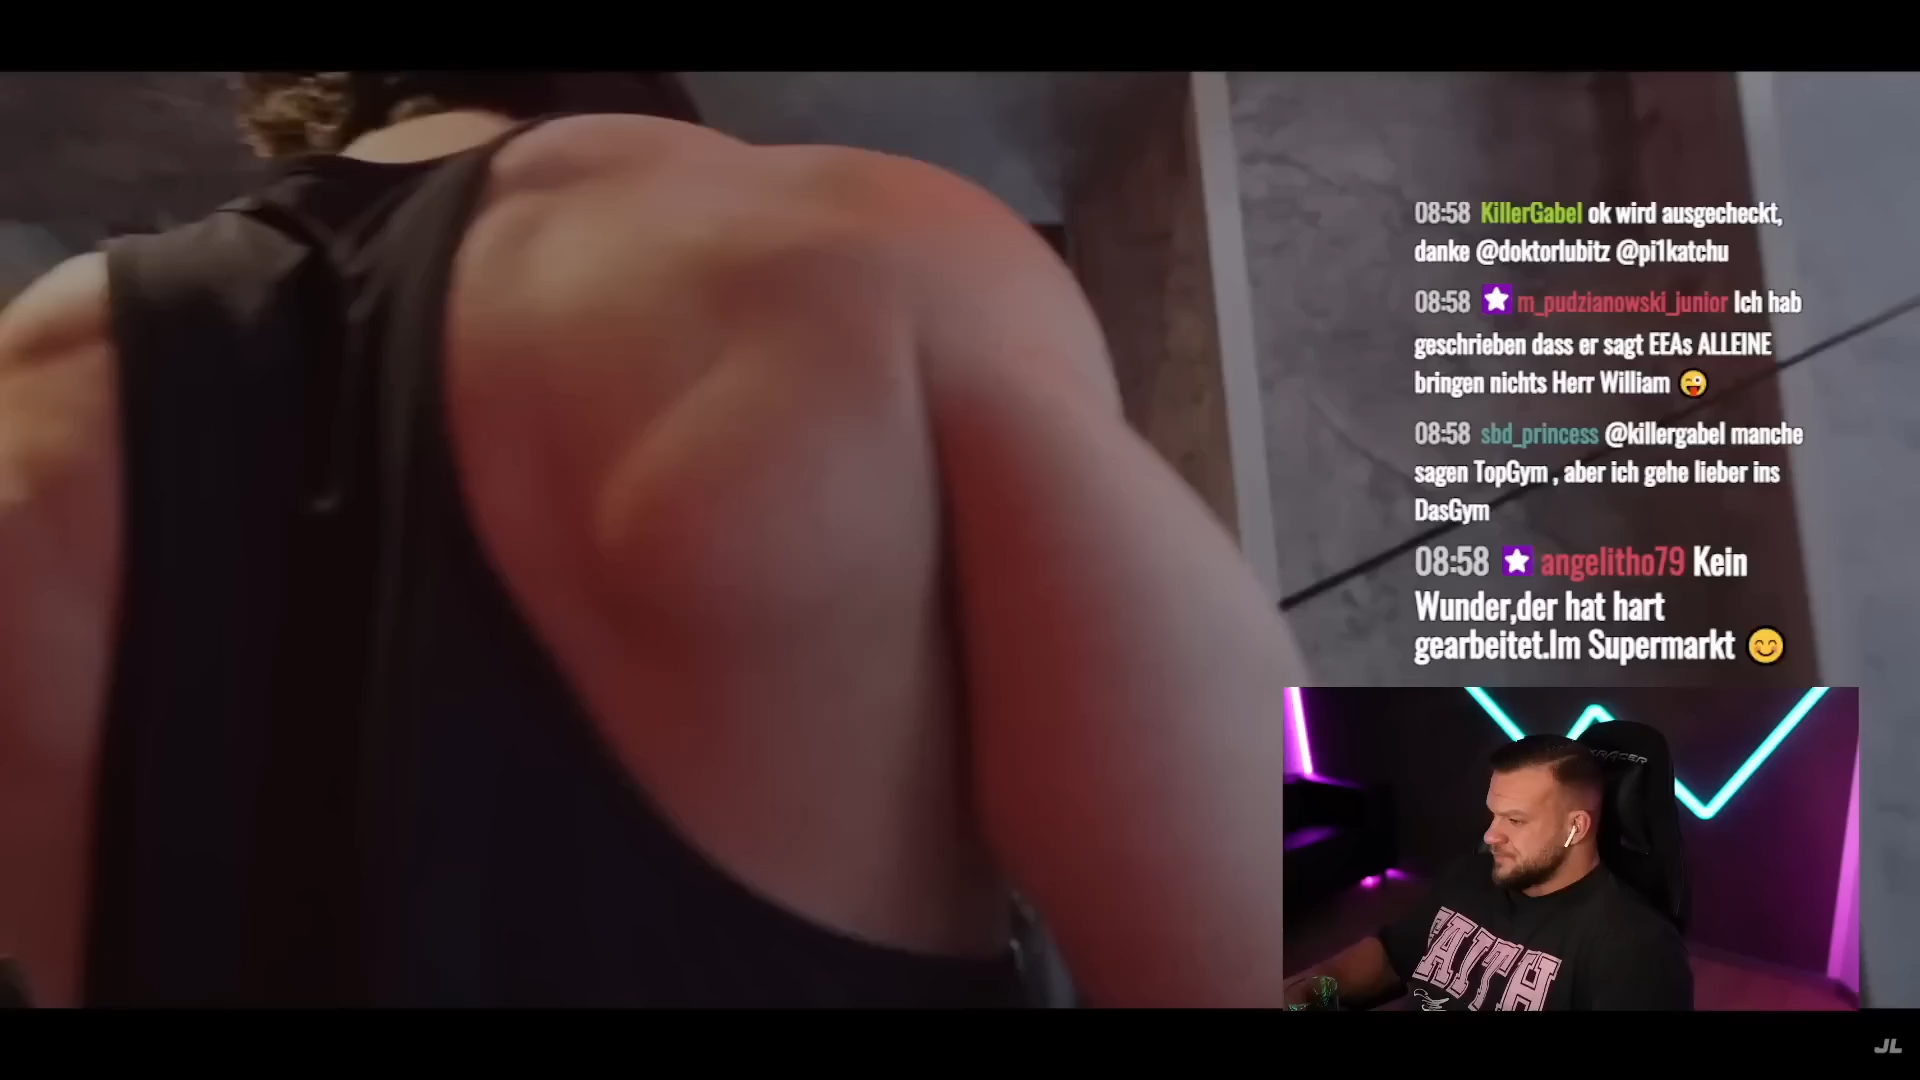 08:58 KillerGabel ok wird ausgecheckt,
danke @doktorlubitz @pi1katchu
08:58 m_pudzianowski_junior Ich hab
geschrieben dass er sagt EEAs ALLEINE
bringen nichts Herr William 😜
08:58 sbd_princess @killergabel manche
sagen TopGym , aber ich gehe lieber ins
DasGym
08:58 angelitho79 Kein
Wunder,der hat hart
gearbeitet.Im Supermarkt 😊
RACER
FAITH
JL